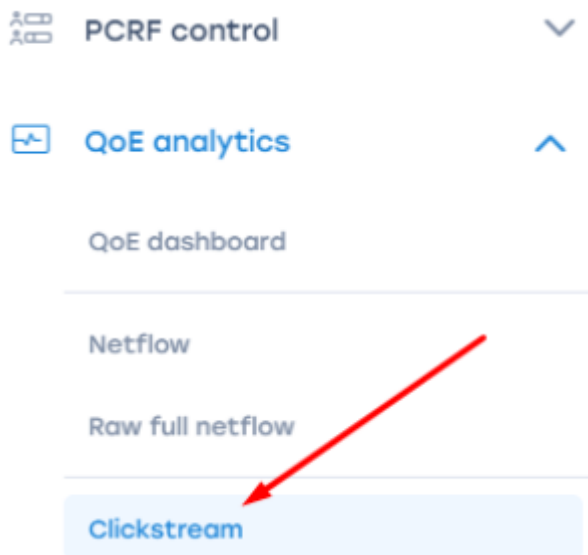 PCRF control
QoE analytics
QoE dashboard
Netflow
Raw full netflow
Clickstream